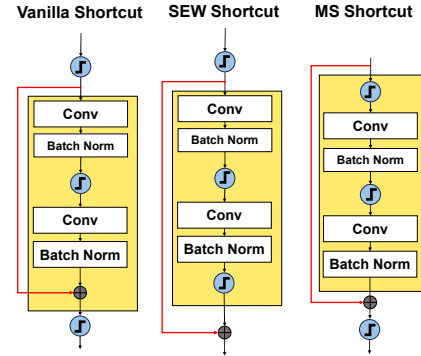 Vanilla Shortcut
SEW Shortcut
MS Shortcut
Conv
Batch Norm
Conv
Batch Norm
Conv
Batch Norm
Conv
Batch Norm
Conv
Batch Norm
Conv
Batch Norm